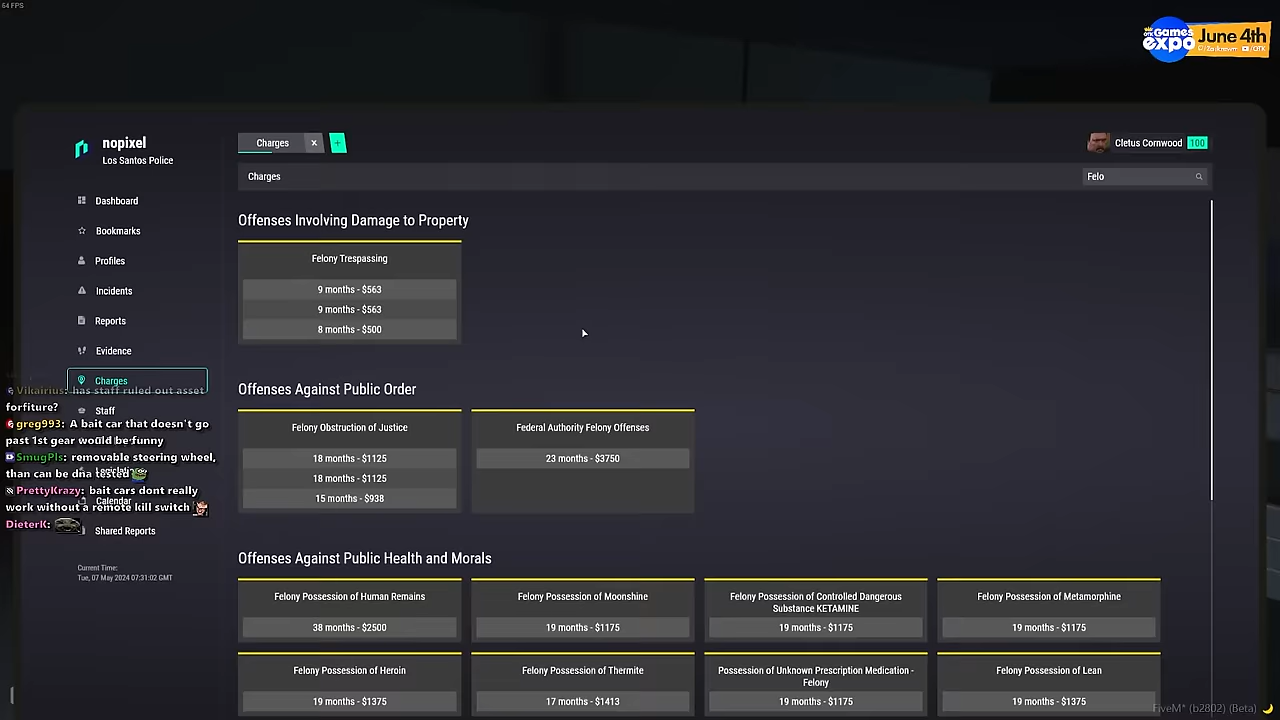 64 FPS
OTK
Games
expo
June 4th
nopixel
Los Santos Police
Charges
x
+
Cletus Cornwood 100
Charges
Felo
Dashboard
Bookmarks
Profiles
Incidents
Reports
Evidence
Charges
Staff
Calendar
Shared Reports
Current Time:
Tue, 07 May 2024 07:31:02 GMT
Vikairius: has staff ruled out asset
forfiture?
greg993: A bait car that doesn't go
past 1st gear would be funny
SmugPls: removable steering wheel,
than can be dna tested
PrettyKrazy: bait cars dont really
work without a remote kill switch
DieterK:
Offenses Involving Damage to Property
Felony Trespassing
9 months - $563
9 months - $563
8 months - $500
Offenses Against Public Order
Felony Obstruction of Justice
18 months - $1125
18 months - $1125
15 months - $938
Federal Authority Felony Offenses
23 months - $3750
Offenses Against Public Health and Morals
Felony Possession of Human Remains
38 months - $2500
Felony Possession of Moonshine
19 months - $1175
Felony Possession of Controlled Dangerous
Substance KETAMINE
19 months - $1175
Felony Possession of Metamorphine
19 months - $1175
Felony Possession of Heroin
19 months - $1375
Felony Possession of Thermite
17 months - $1413
Possession of Unknown Prescription Medication -
Felony
19 months - $1175
Felony Possession of Lean
19 months - $1375
FiveM* (b2802) (Beta)